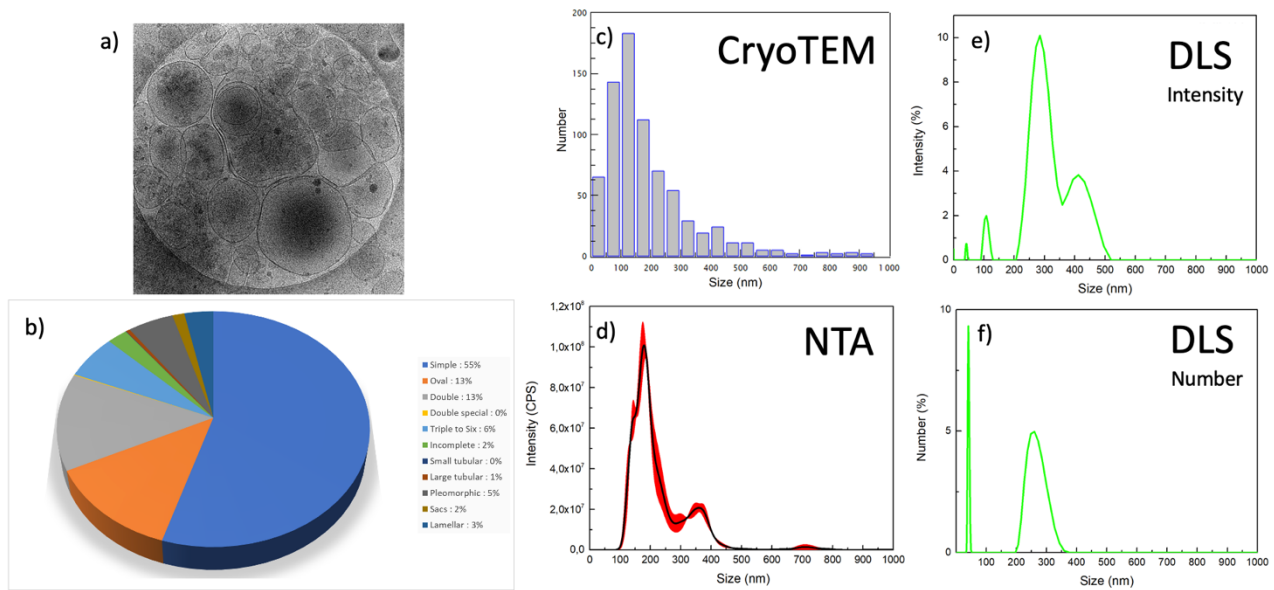 a)
b)
Simple : 55%
Oval : 13%
Double : 13%
Double special : 0%
Triple to Six : 6%
Incomplete : 2%
Small tubular : 0%
Large tubular : 1%
Pleomorphic : 5%
Sacs : 2%
Lamellar : 3%
c)
CryoTEM
200
150
100
50
0
Number
0 100 200 300 400 500 600 700 800 900 1 000
Size (nm)
d)
NTA
1,2x10⁸
1,0x10⁸
8,0x10⁷
6,0x10⁷
4,0x10⁷
2,0x10⁷
0,0
Intensity (CPS)
0 100 200 300 400 500 600 700 800 900 1000
Size (nm)
e)
DLS
Intensity
10
8
6
4
2
0
Intensity (%)
0 100 200 300 400 500 600 700 800 900 1000
Size (nm)
f)
DLS
Number
10
5
0
Number (%)
100 200 300 400 500 600 700 800 900 1000
Size (nm)